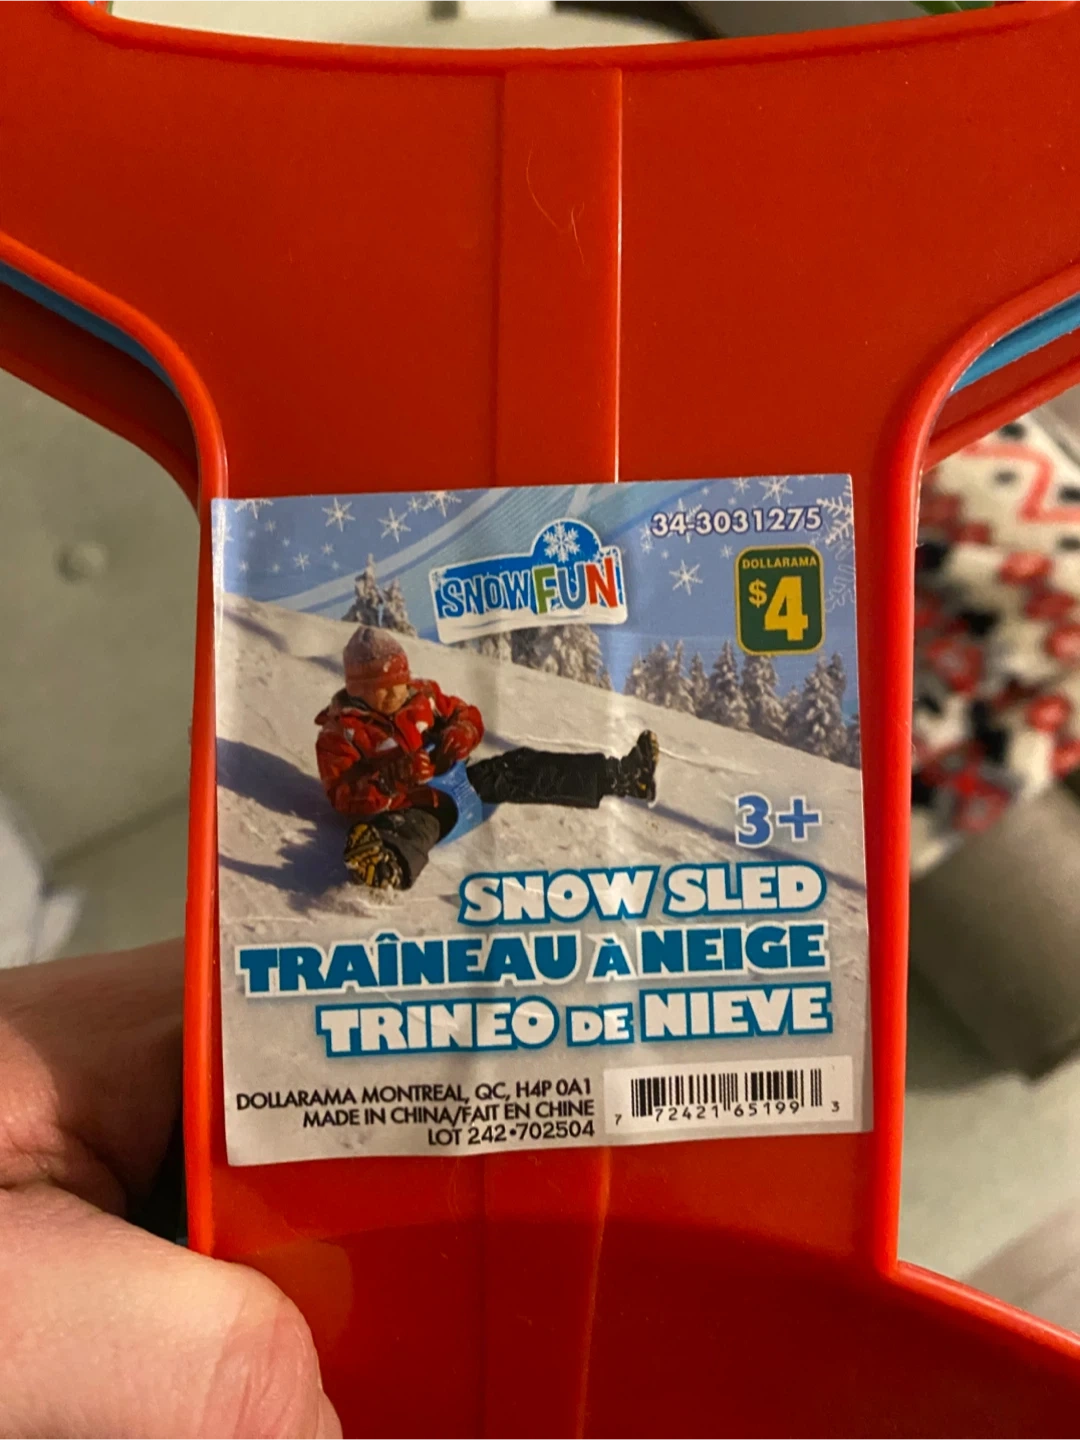 34-3031275
SNOWFUN
DOLLARAMA
$4
3+
SNOW SLED
TRAÎNEAU À NEIGE
TRINEO DE NIEVE
DOLLARAMA MONTREAL, QC, H4P 0A1
MADE IN CHINA/FAIT EN CHINE
LOT 242•702504
7 72421 65199 3